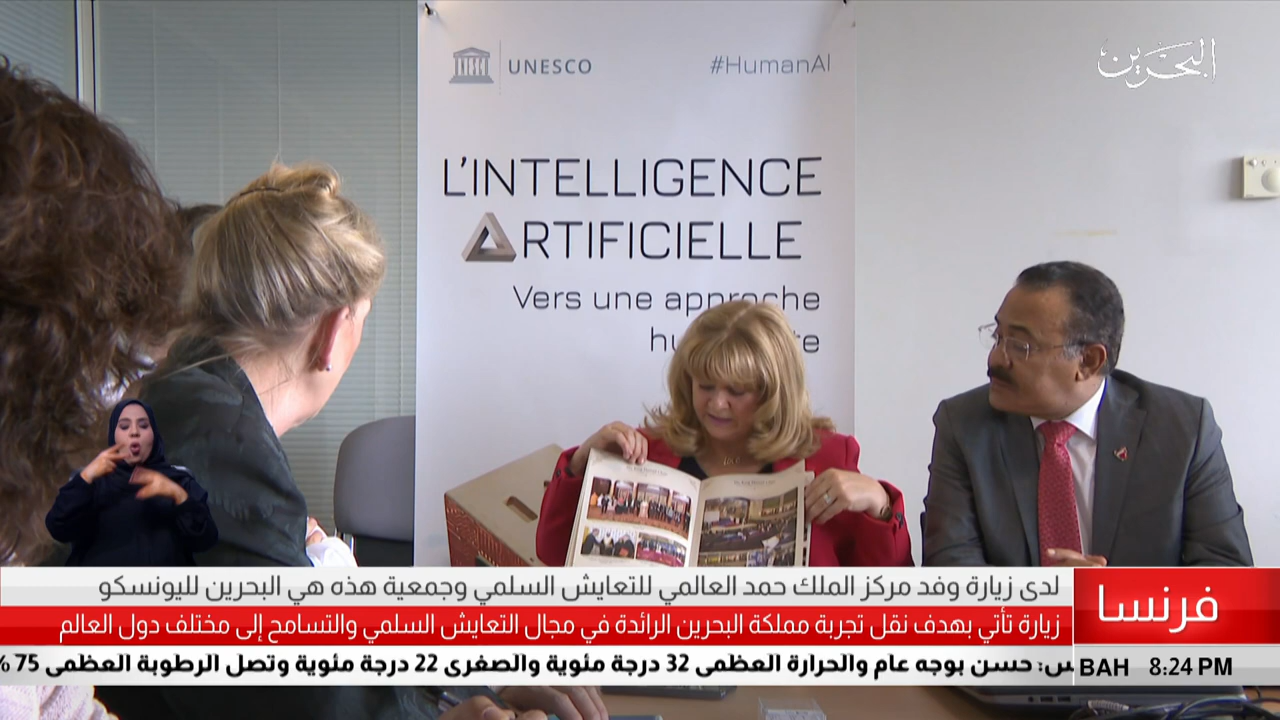 UNESCO
#HumanAI
البحرين
L'INTELLIGENCE
ARTIFICIELLE
Vers une approche
لدى زيارة وفد مركز الملك حمد العالمي للتعايش السلمي وجمعية هذه هي البحرين لليونسكو
فرنسا
زيارة تأتي بهدف نقل تجربة مملكة البحرين الرائدة في مجال التعايش السلمي والتسامح إلى مختلف دول العالم
س: حسن بوجه عام والحرارة العظمى 32 درجة مئوية والصغرى 22 درجة مئوية وتصل الرطوبة العظمى 75 %
BAH 8:24 PM